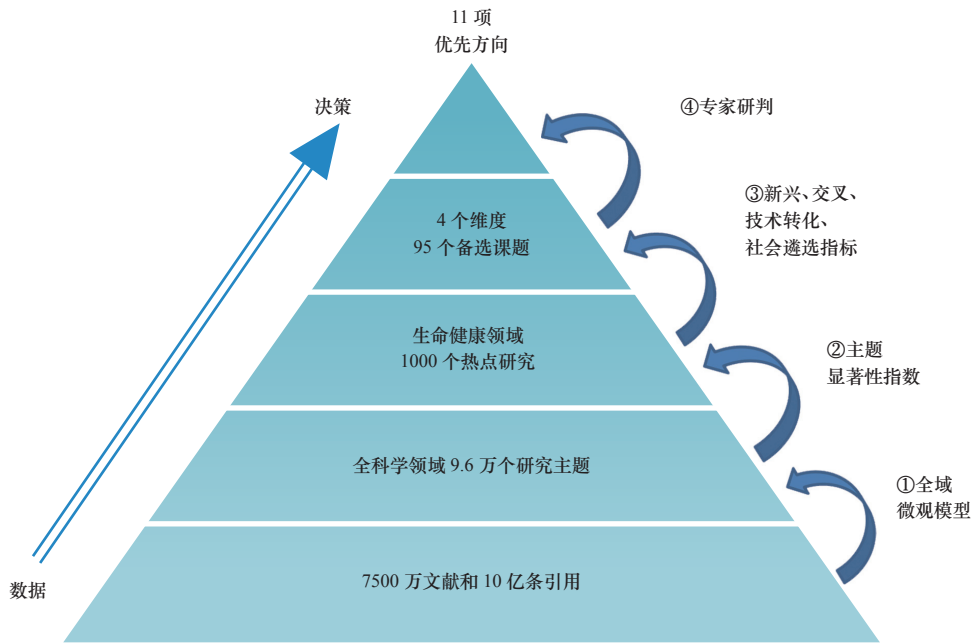 11 项
优先方向
决策
④专家研判
4 个维度
95 个备选课题
③新兴、交叉、
技术转化、
社会遴选指标
生命健康领域
1000 个热点研究
②主题
显著性指数
全科学领域 9.6 万个研究主题
①全域
微观模型
7500 万文献和 10 亿条引用
数据